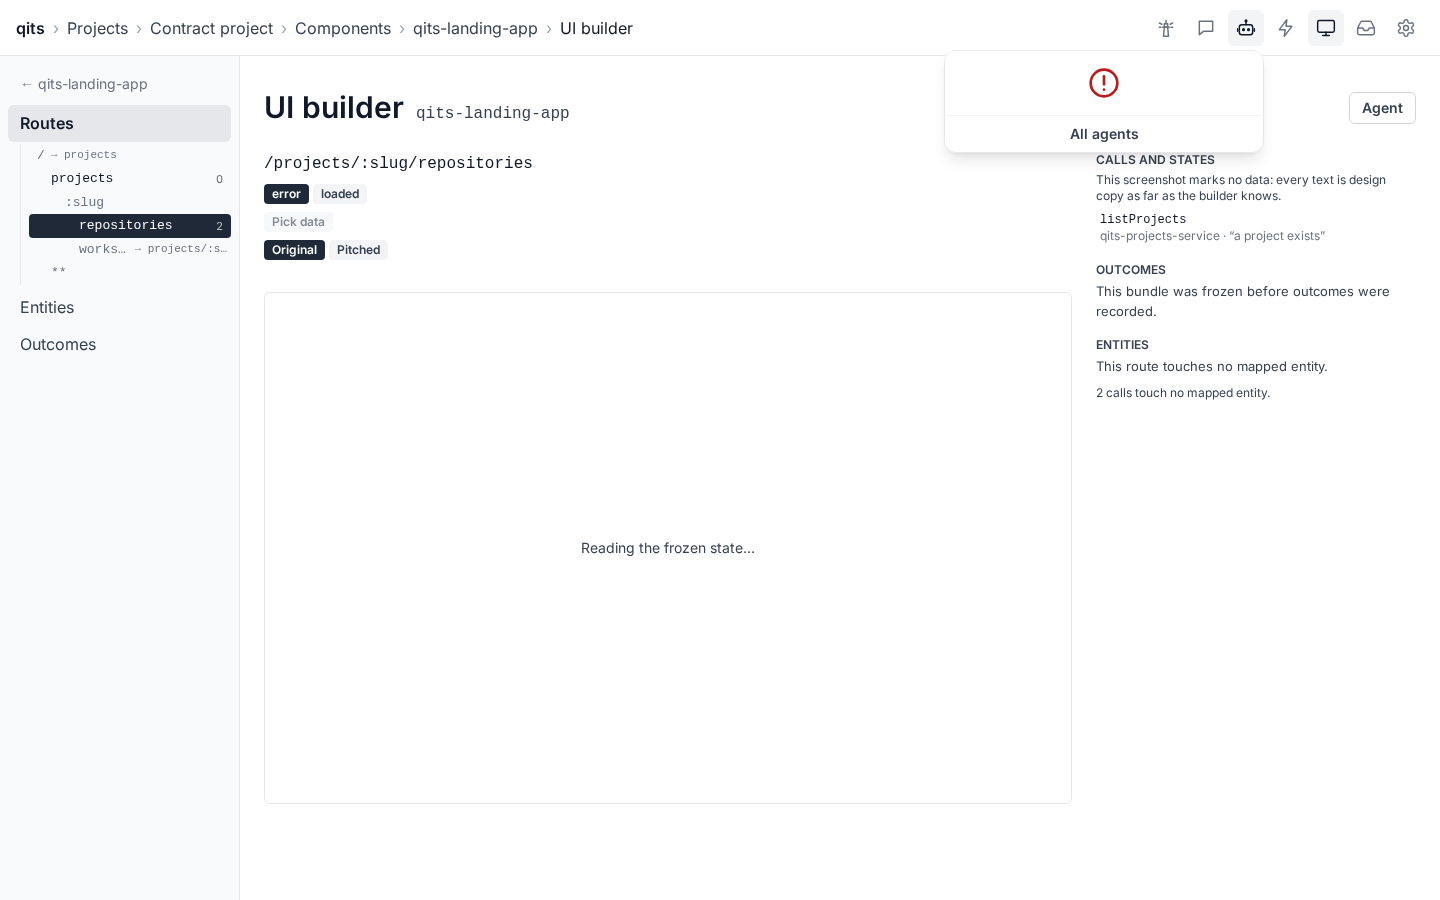 qits › Projects › Contract project › Components › qits-landing-app › UI builder
← qits-landing-app
Routes
/ → projects
projects 0
:slug
repositories 2
works… → projects/:s…
**
Entities
Outcomes
UI builder qits-landing-app
Agent
All agents
/projects/:slug/repositories
error loaded
Pick data
Original Pitched
Reading the frozen state...
CALLS AND STATES
This screenshot marks no data: every text is design
copy as far as the builder knows.
listProjects
qits-projects-service · “a project exists”
OUTCOMES
This bundle was frozen before outcomes were
recorded.
ENTITIES
This route touches no mapped entity.
2 calls touch no mapped entity.